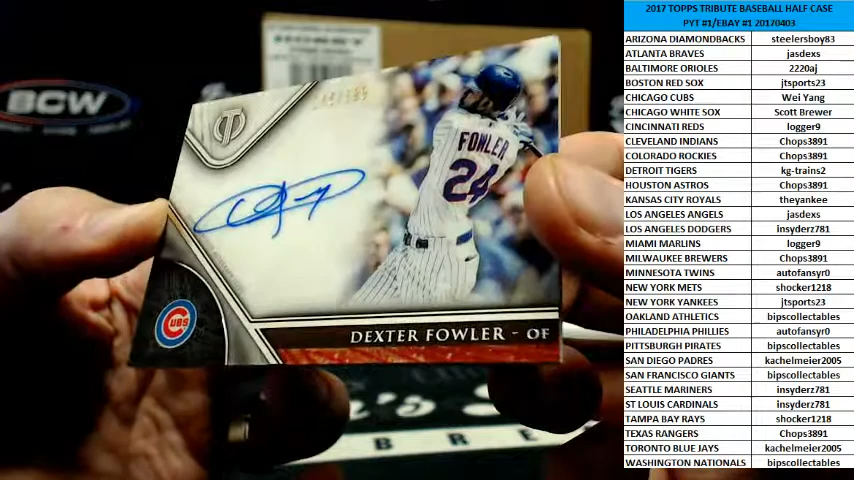 BCW
FOWLER
24
CUBS
DEXTER FOWLER - OF
B R E
2017 TOPPS TRIBUTE BASEBALL HALF CASE
PYT #1/EBAY #1 20170403
ARIZONA DIAMONDBACKS steelersboy83
ATLANTA BRAVES jasdexs
BALTIMORE ORIOLES 2220aj
BOSTON RED SOX jtsports23
CHICAGO CUBS Wei Yang
CHICAGO WHITE SOX Scott Brewer
CINCINNATI REDS logger9
CLEVELAND INDIANS Chops3891
COLORADO ROCKIES Chops3891
DETROIT TIGERS kg-trains2
HOUSTON ASTROS Chops3891
KANSAS CITY ROYALS theyankee
LOS ANGELES ANGELS jasdexs
LOS ANGELES DODGERS insyderz781
MIAMI MARLINS logger9
MILWAUKEE BREWERS Chops3891
MINNESOTA TWINS autofansyr0
NEW YORK METS shocker1218
NEW YORK YANKEES jtsports23
OAKLAND ATHLETICS bipscollectables
PHILADELPHIA PHILLIES autofansyr0
PITTSBURGH PIRATES bipscollectables
SAN DIEGO PADRES kachelmeier2005
SAN FRANCISCO GIANTS bipscollectables
SEATTLE MARINERS insyderz781
ST LOUIS CARDINALS insyderz781
TAMPA BAY RAYS shocker1218
TEXAS RANGERS Chops3891
TORONTO BLUE JAYS kachelmeier2005
WASHINGTON NATIONALS bipscollectables